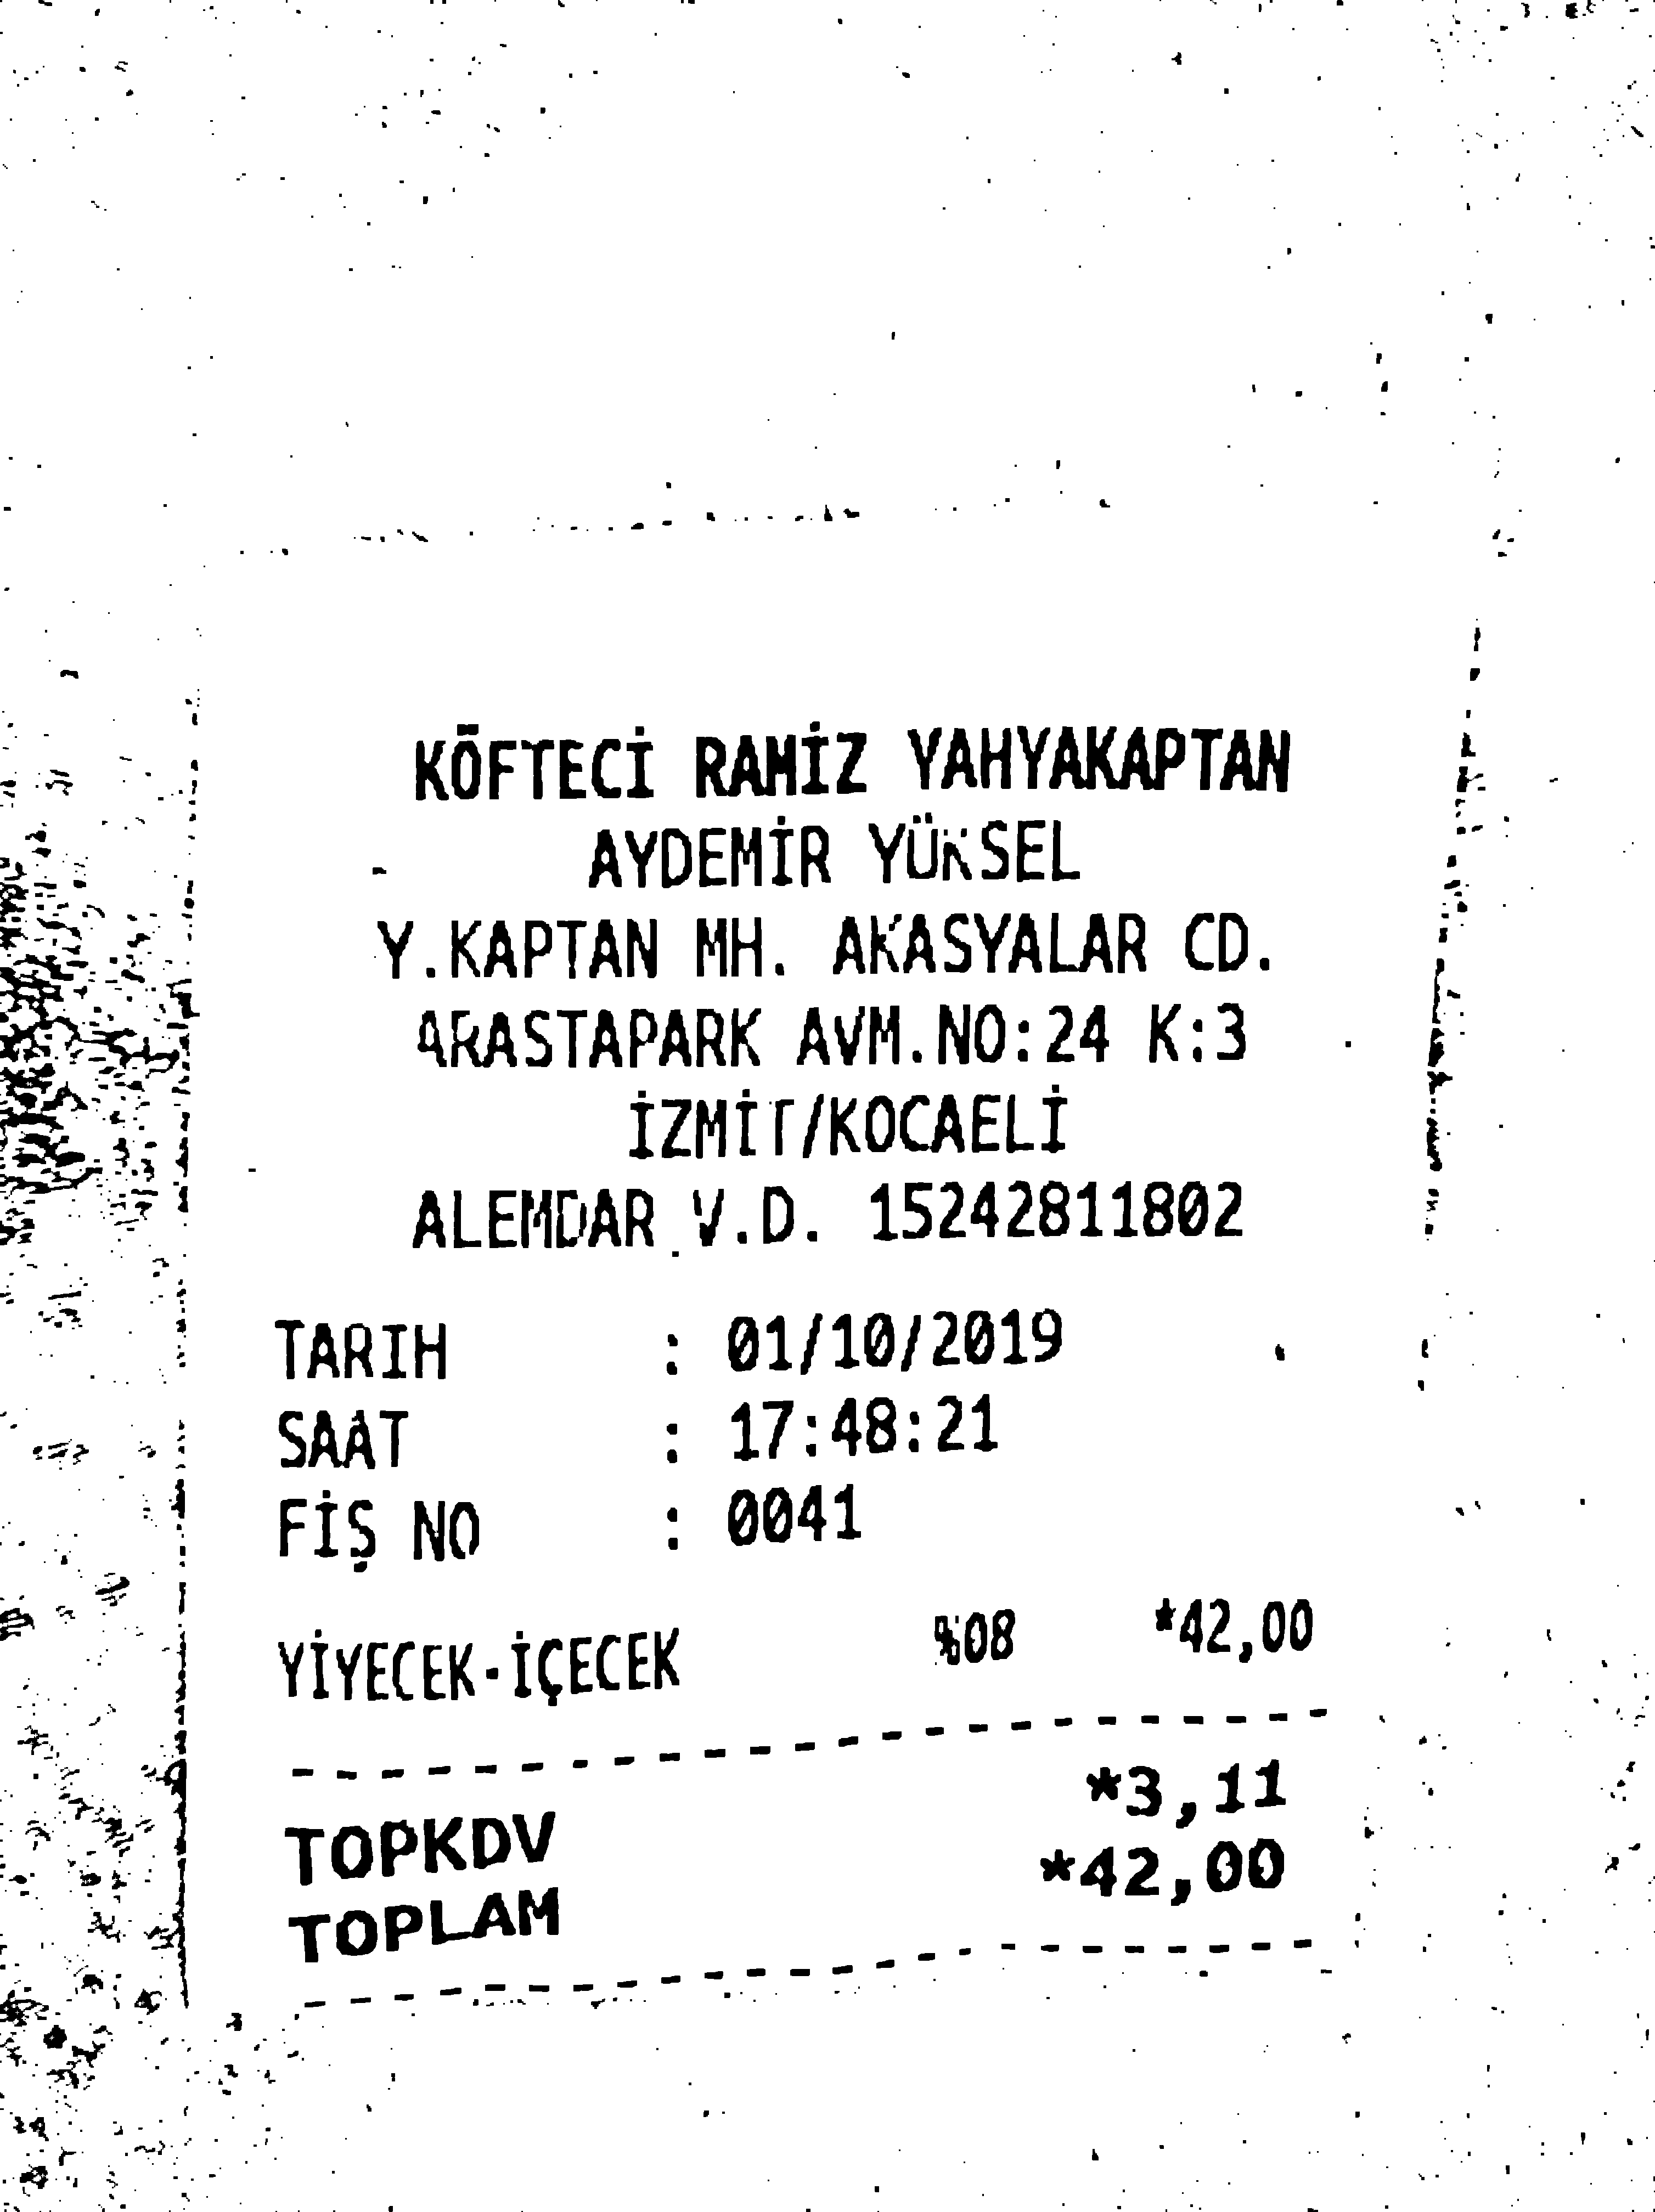 KÖFTECİ RAMİZ YAHYAKAPTAN
AYDEMİR YÜKSEL
Y.KAPTAN MH. AKASYALAR CD.
ARASTAPARK AVM.NO:24 K:3
İZMİT/KOCAELİ
ALEMDAR V.D. 15242811802
TARIH : 01/10/2019
SAAT : 17:48:21
FİŞ NO : 0041
YİYECEK-İÇECEK %08 *42,00
TOPKDV *3,11
TOPLAM *42,00